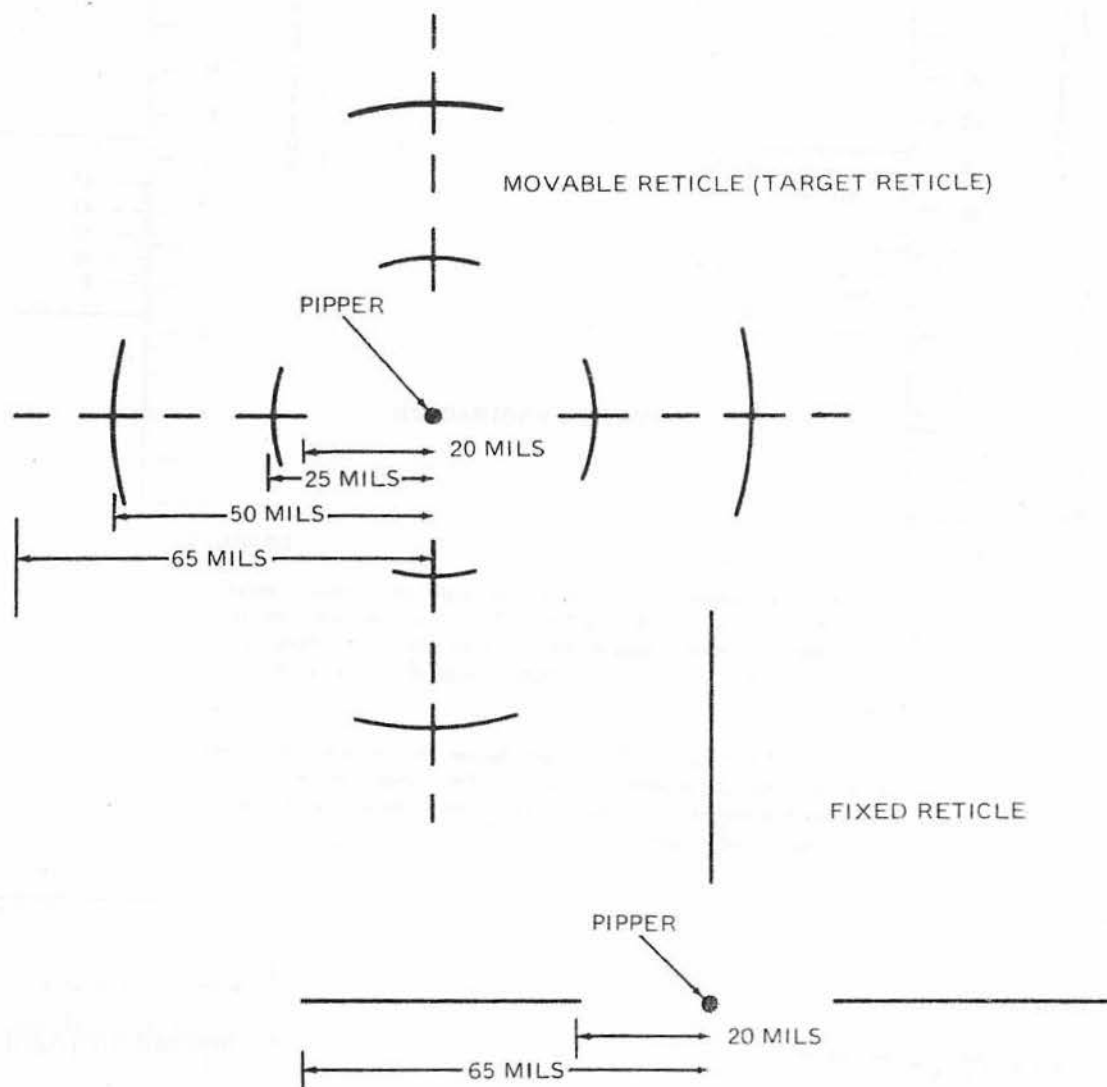 MOVABLE RETICLE (TARGET RETICLE)
PIPPER
20 MILS
25 MILS
50 MILS
65 MILS
FIXED RETICLE
PIPPER
20 MILS
65 MILS